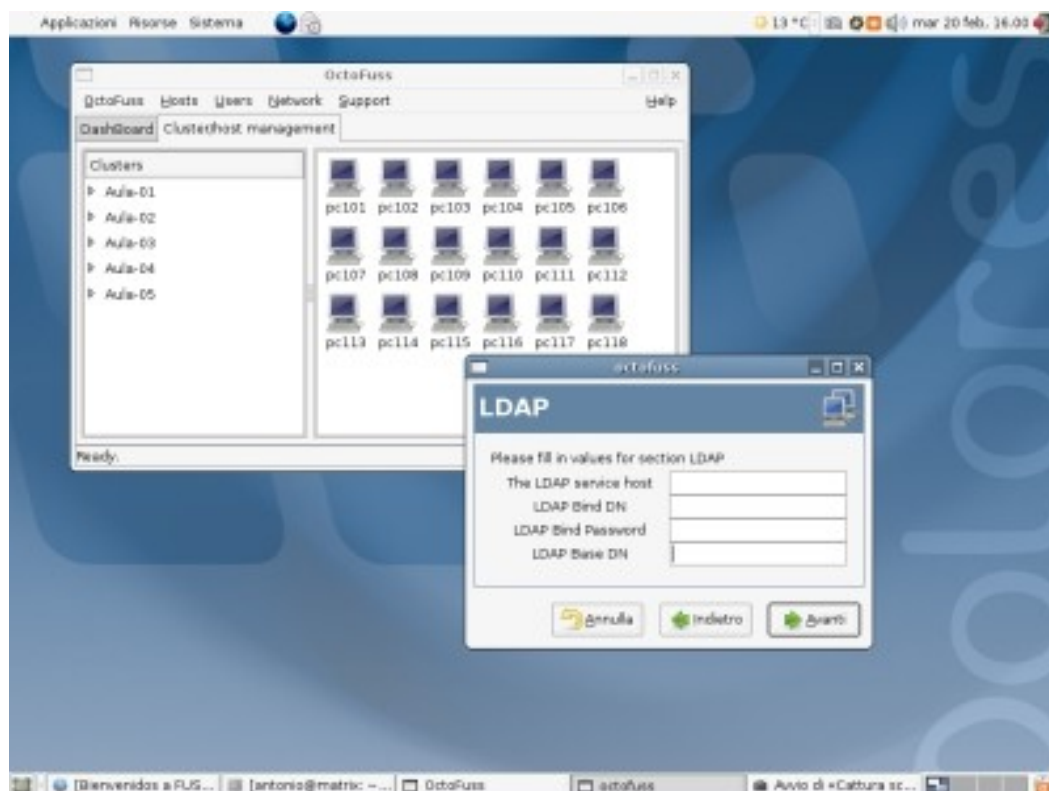 Applicazioni Risorse Sistema 13 °C mar 20 feb. 16.00
OctoFuss
OctoFuss Hosts Users Network Support Help
DashBoard Cluster/host management
Clusters
Aula-01
Aula-02
Aula-03
Aula-04
Aula-05
pc101 pc102 pc103 pc104 pc105 pc106
pc107 pc108 pc109 pc110 pc111 pc112
pc113 pc114 pc115 pc116 pc117 pc118
Ready.
octofuss
LDAP
Please fill in values for section LDAP
The LDAP service host
LDAP Bind DN
LDAP Bind Password
LDAP Base DN
Annulla Indietro Avanti
dolores
[Bienvenidos a FUS... [antonio@matrix: ~... OctoFuss octofuss Avvio di «Cattura sc...